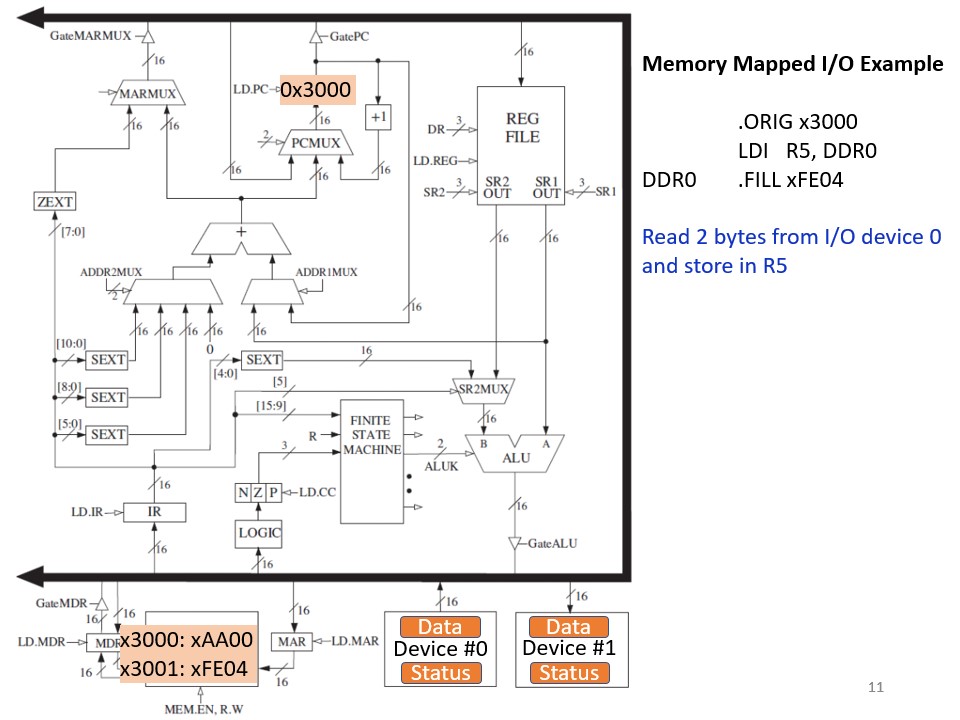 GateMARMUX
GatePC
16
16
Memory Mapped I/O Example
MARMUX
LD.PC
0x3000
.ORIG x3000
16
16
16
+1
REG
FILE
DR
3
2
PCMUX
LDI R5, DDR0
LD.REG
16
16
DDR0 .FILL xFE04
SR2
3
SR2
OUT
SR1
OUT
3
SR1
ZEXT
[7:0]
16
16
Read 2 bytes from I/O device 0
and store in R5
+
ADDR2MUX
2
ADDR1MUX
16
16
16
16
16
16
0
[10:0]
SEXT
SEXT
16
[4:0]
[8:0]
SEXT
[5]
SR2MUX
[15:9]
16
[5:0]
SEXT
FINITE
STATE
MACHINE
R
3
B
A
ALU
2
ALUK
16
N Z P
LD.CC
LD.IR
IR
16
LOGIC
16
16
GateALU
GateMDR
16
16
16
16
16
LD.MDR
MDR
x3000: xAA00
x3001: xFE04
MAR
LD.MAR
16
16
Data
Device #0
Status
Data
Device #1
Status
MEM.EN, R.W
11